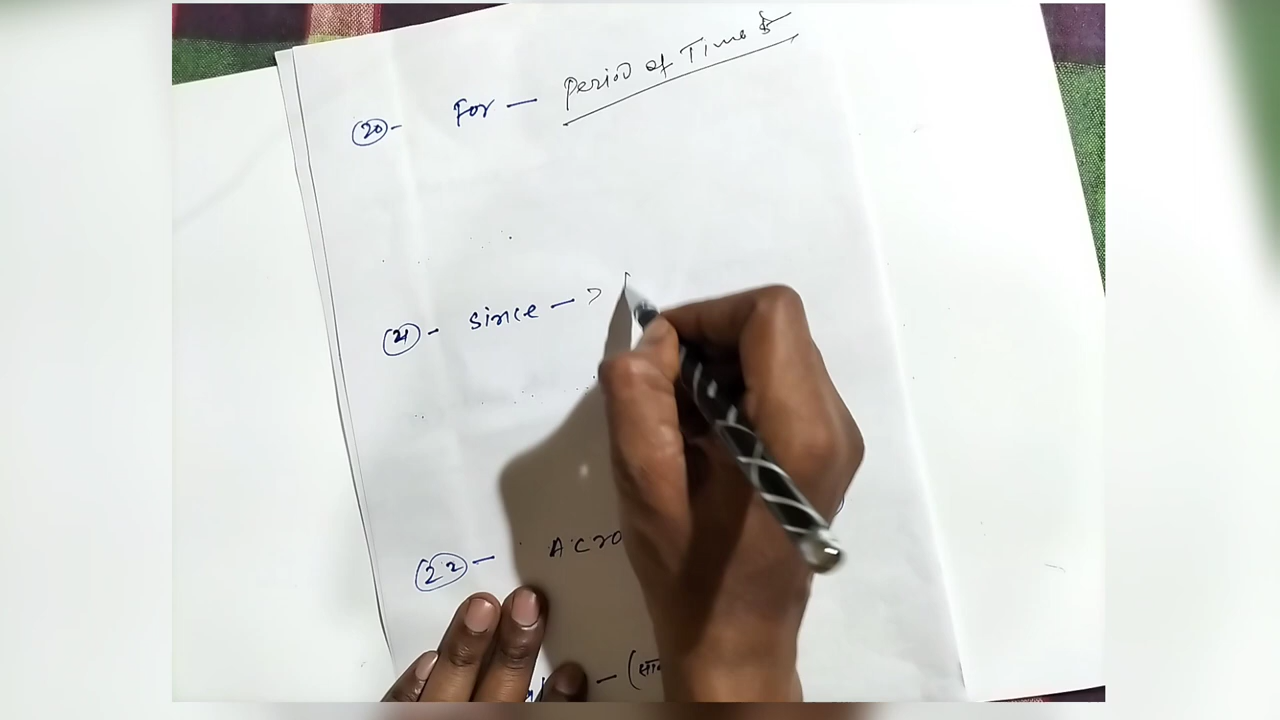 20- For - Period of Time
21- Since ->
22- Acro